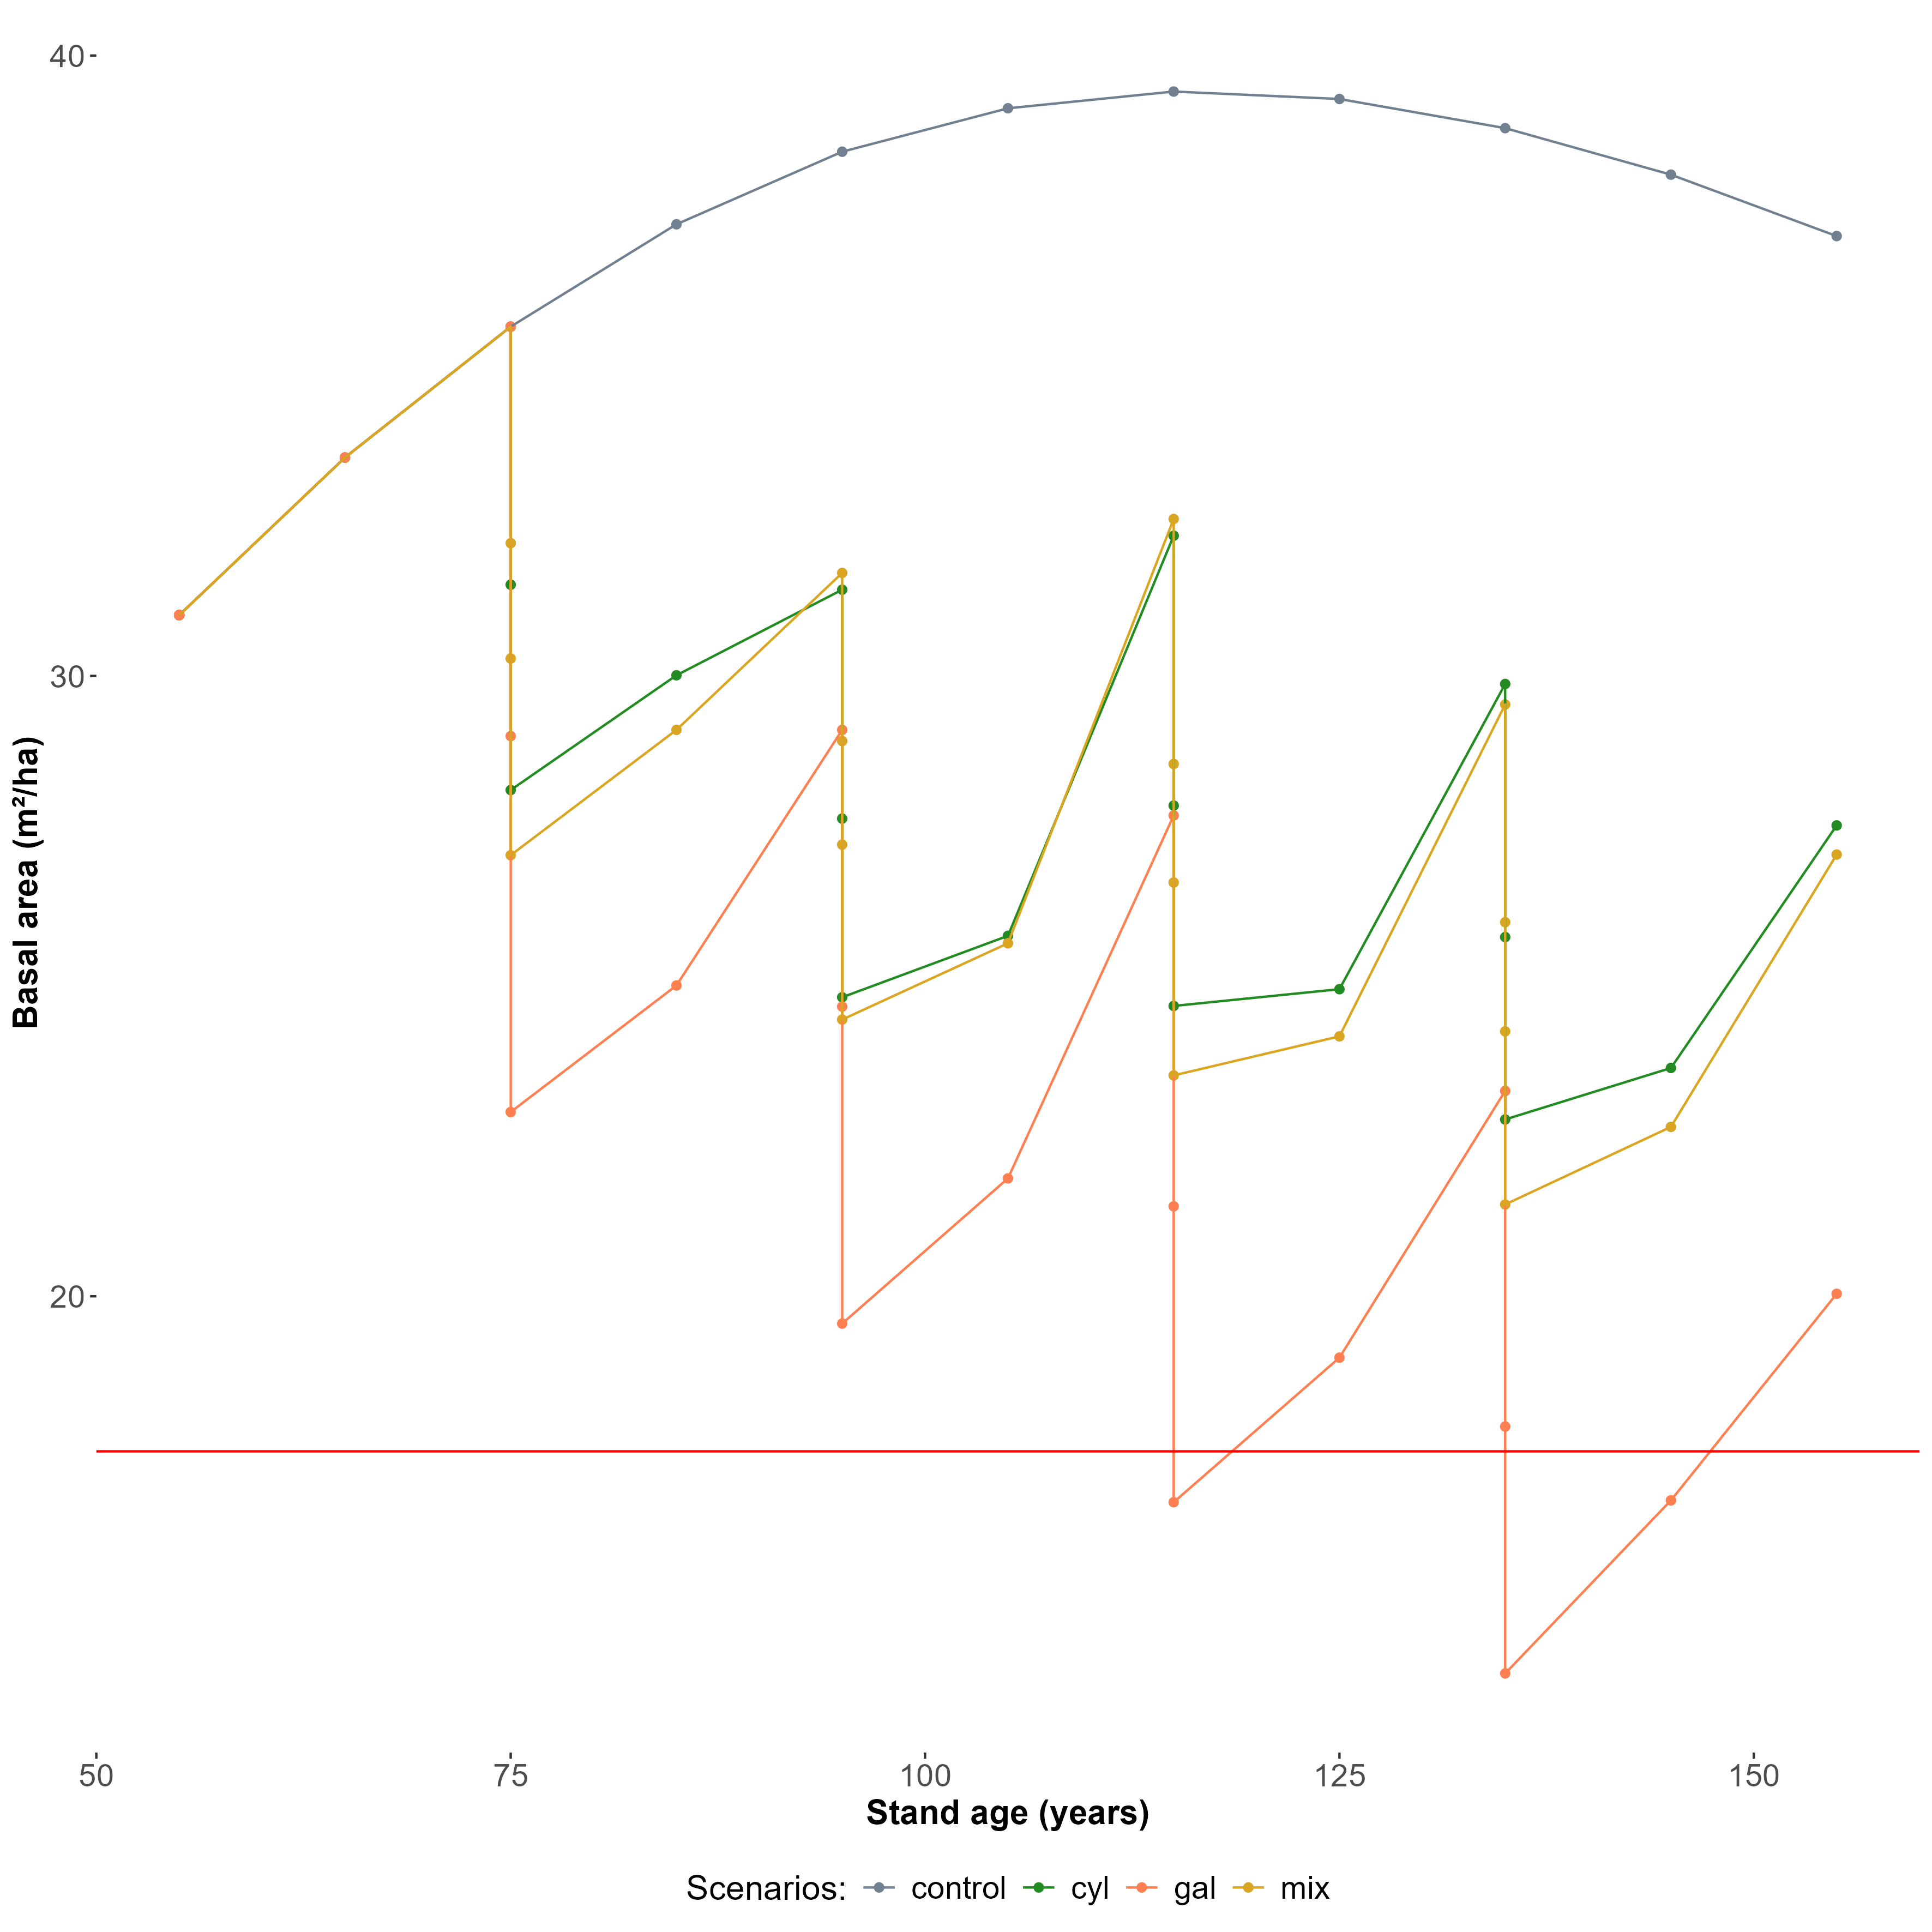 40
30
20
Basal area (m²/ha)
50 75 100 125 150
Stand age (years)
Scenarios: control cyl gal mix